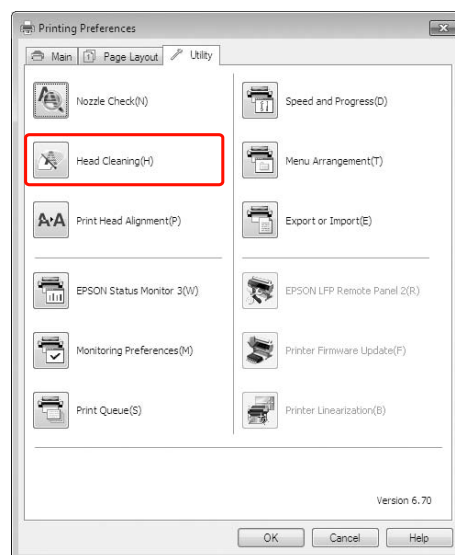 Printing Preferences
Main
Page Layout
Utility
Nozzle Check(N)
Speed and Progress(D)
Head Cleaning(H)
Menu Arrangement(T)
Print Head Alignment(P)
Export or Import(E)
EPSON Status Monitor 3(W)
EPSON LFP Remote Panel 2(R)
Monitoring Preferences(M)
Printer Firmware Update(F)
Print Queue(S)
Printer Linearization(B)
Version 6.70
OK
Cancel
Help